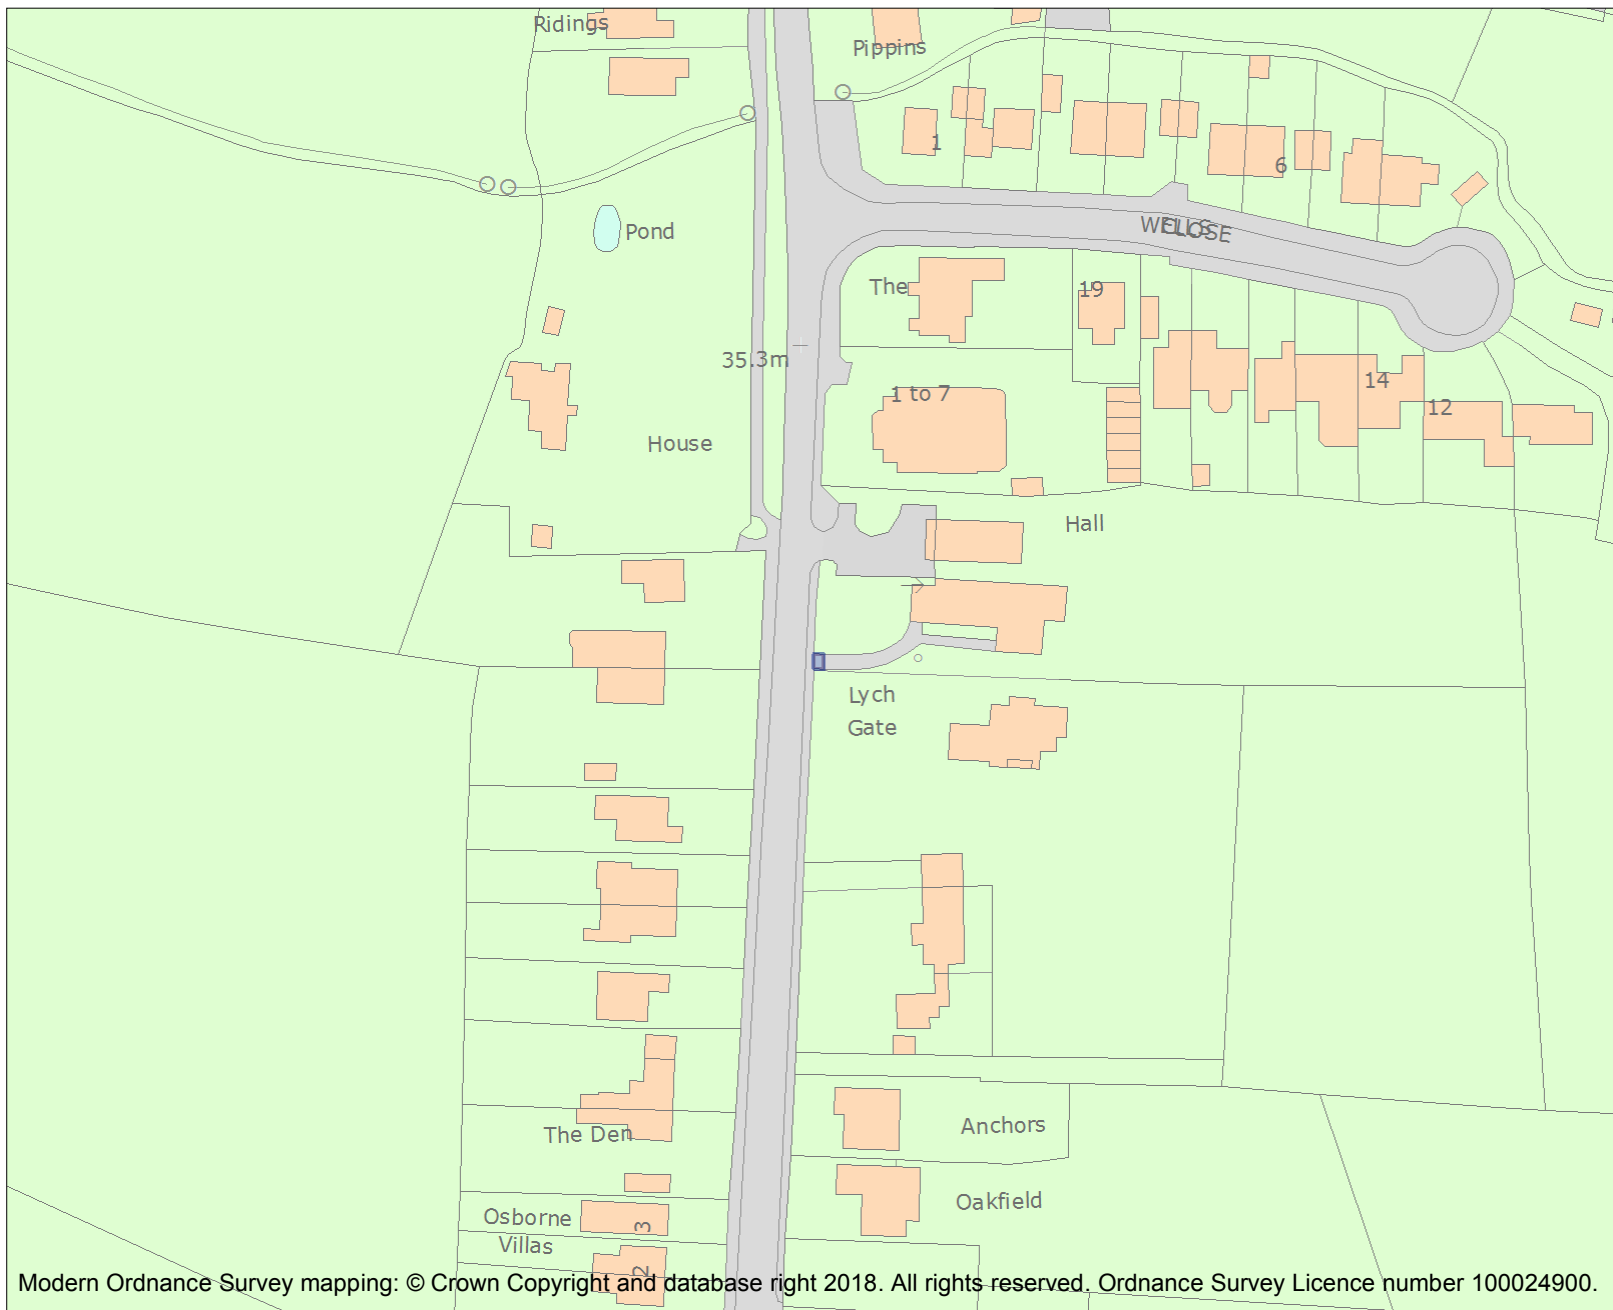 Ridings
Pippins
1
6
Pond
WELLS
CLOSE
The
19
35.3m
1 to 7
14
12
House
Hall
Lych
Gate
Anchors
The Den
Oakfield
Osborne
Villas
3
2
Modern Ordnance Survey mapping: © Crown Copyright and database right 2018. All rights reserved. Ordnance Survey Licence number 100024900.